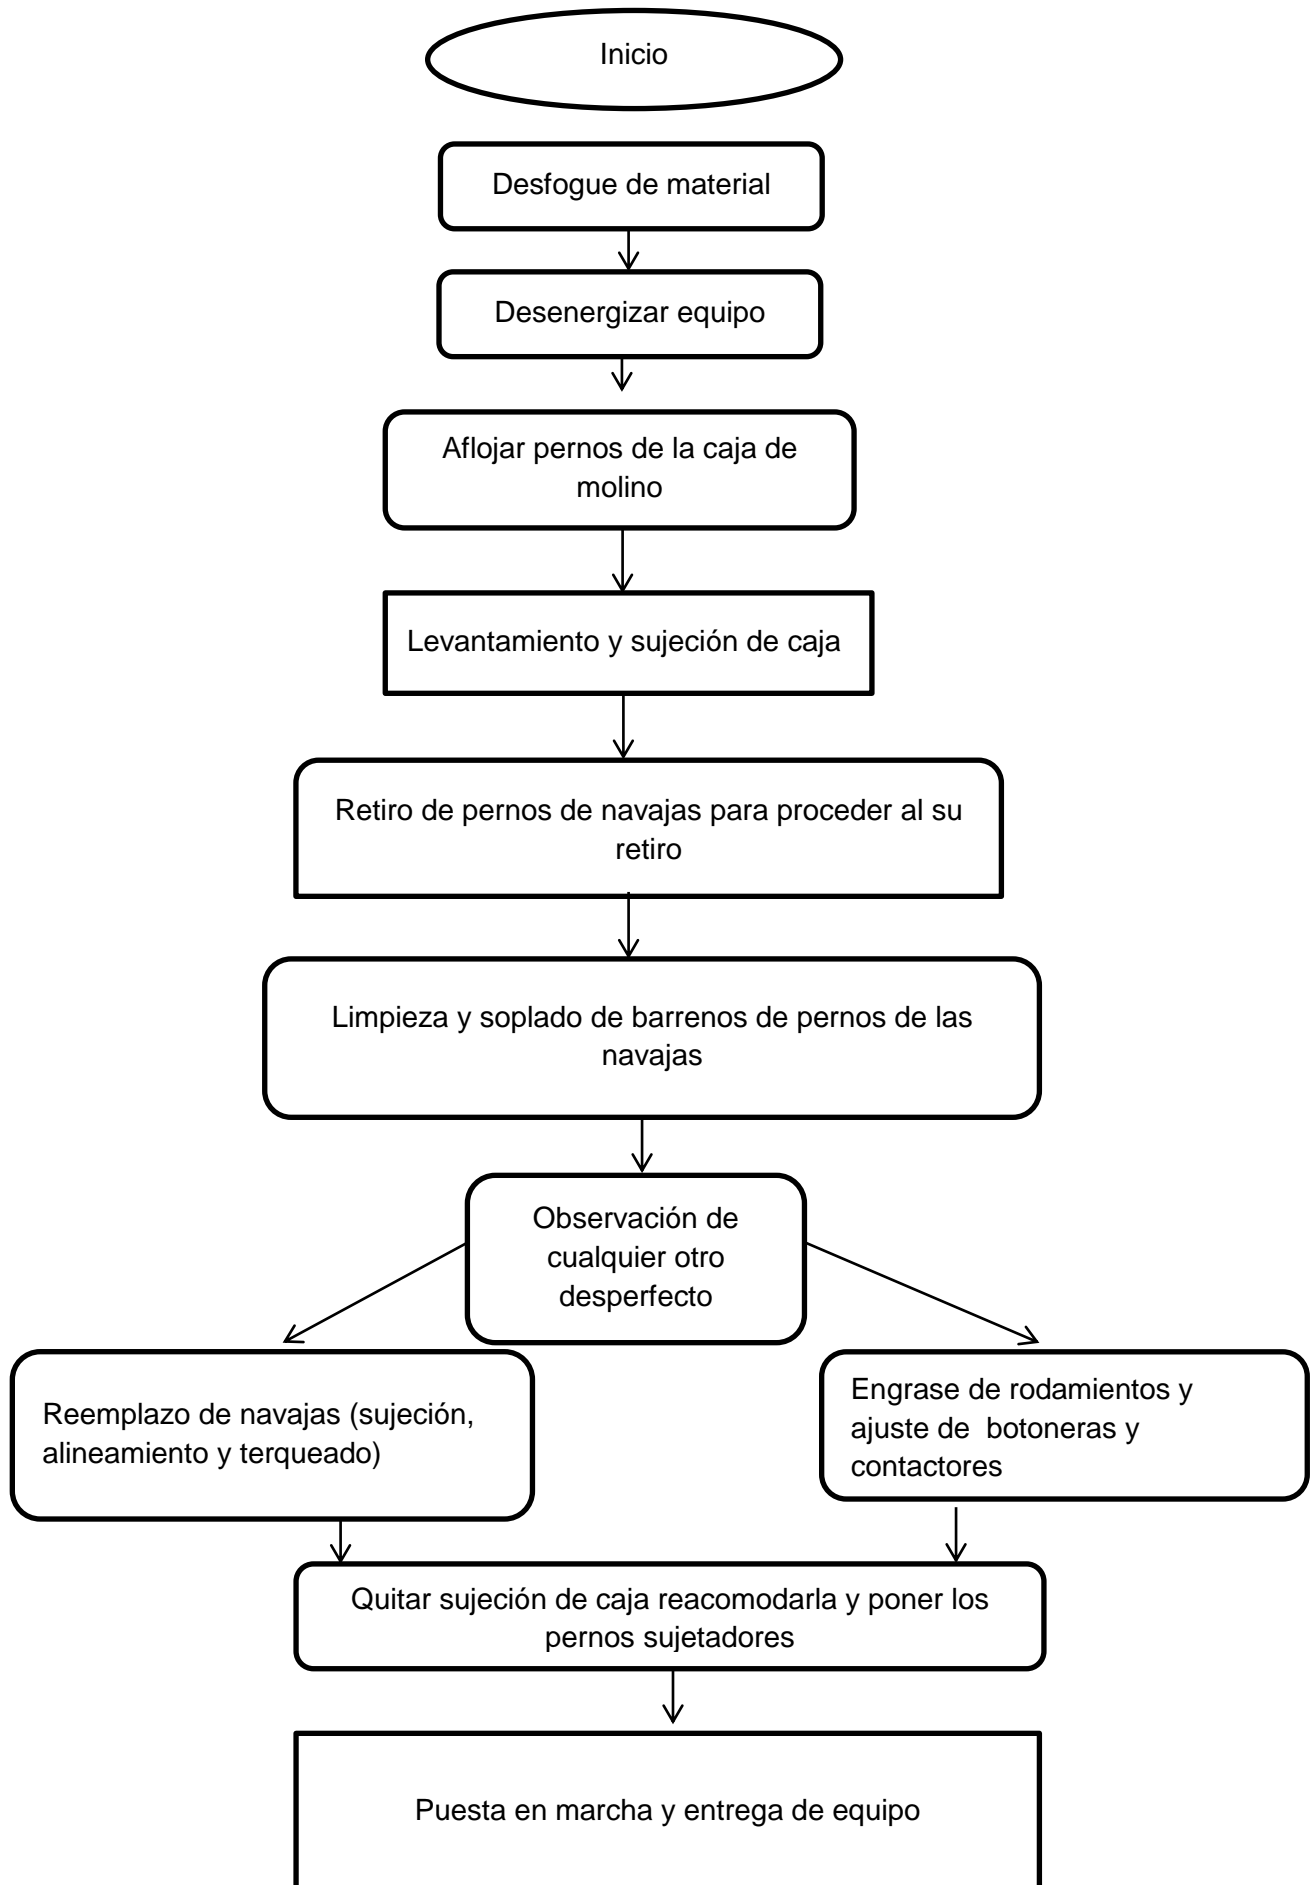 Inicio
Desfogue de material
Desenergizar equipo
Aflojar pernos de la caja de
molino
Levantamiento y sujeción de caja
Retiro de pernos de navajas para proceder al su
retiro
Limpieza y soplado de barrenos de pernos de las
navajas
Observación de
cualquier otro
desperfecto
Reemplazo de navajas (sujeción,
alineamiento y terqueado)
Engrase de rodamientos y
ajuste de  botoneras y
contactores
Quitar sujeción de caja reacomodarla y poner los
pernos sujetadores
Puesta en marcha y entrega de equipo